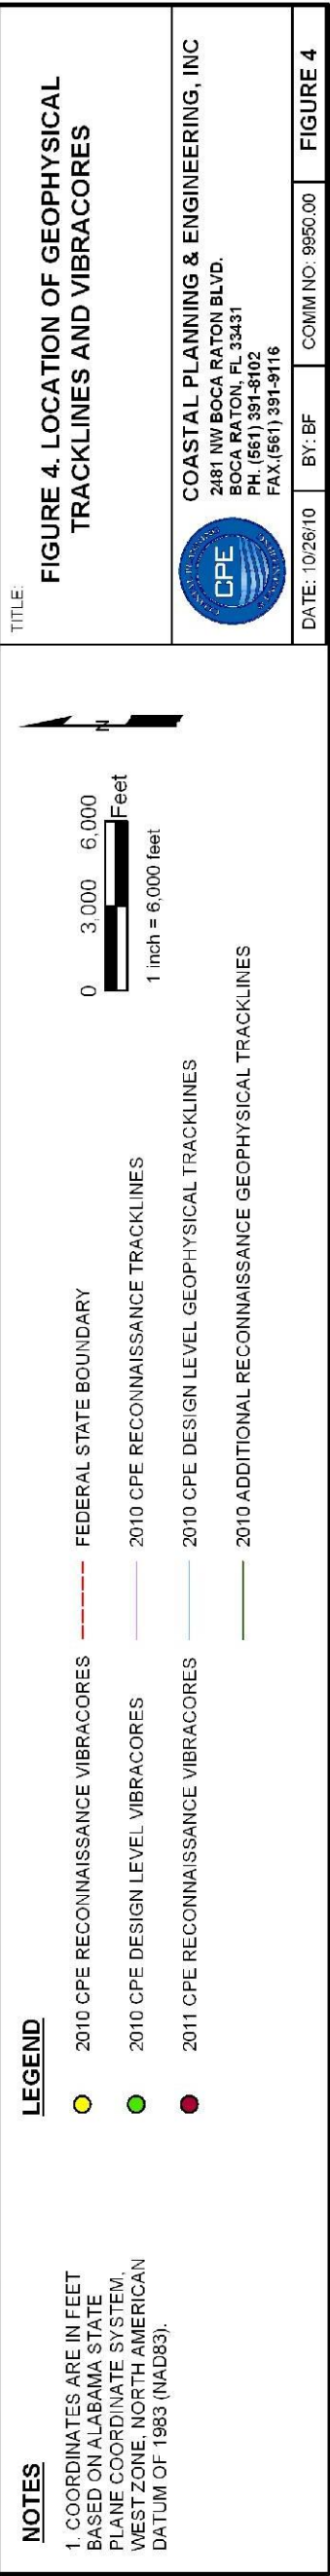 NOTES
1. COORDINATES ARE IN FEET
BASED ON ALABAMA STATE
PLANE COORDINATE SYSTEM,
WEST ZONE, NORTH AMERICAN
DATUM OF 1983 (NAD83).
LEGEND
2010 CPE RECONNAISSANCE VIBRACORES
2010 CPE DESIGN LEVEL VIBRACORES
2011 CPE RECONNAISSANCE VIBRACORES
FEDERAL STATE BOUNDARY
2010 CPE RECONNAISSANCE TRACKLINES
2010 CPE DESIGN LEVEL GEOPHYSICAL TRACKLINES
2010 ADDITIONAL RECONNAISSANCE GEOPHYSICAL TRACKLINES
0 3,000 6,000
Feet
1 inch = 6,000 feet
N
TITLE:
FIGURE 4. LOCATION OF GEOPHYSICAL
TRACKLINES AND VIBRACORES
CPE
COASTAL PLANNING & ENGINEERING, INC
2481 NW BOCA RATON BLVD.
BOCA RATON, FL 33431
PH. (561) 391-8102
FAX.(561) 391-9116
DATE: 10/26/10 BY: BF COMM NO: 9950.00 FIGURE 4